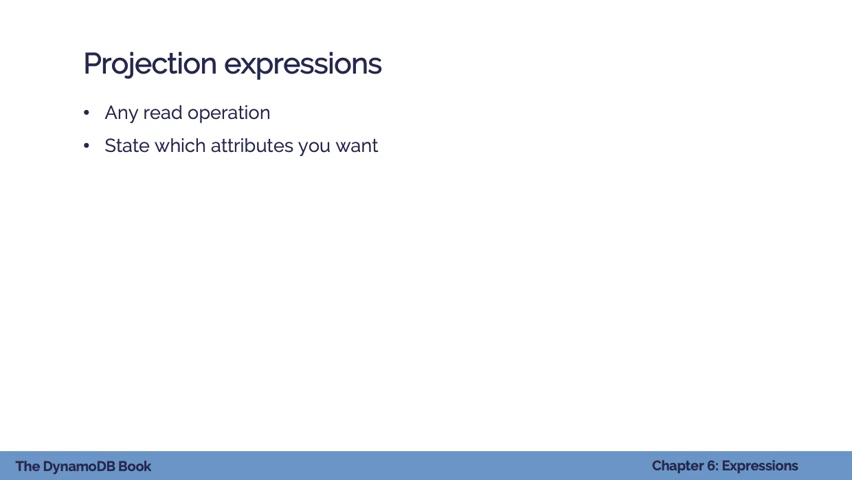 Projection expressions
• Any read operation
• State which attributes you want
The DynamoDB Book
Chapter 6: Expressions